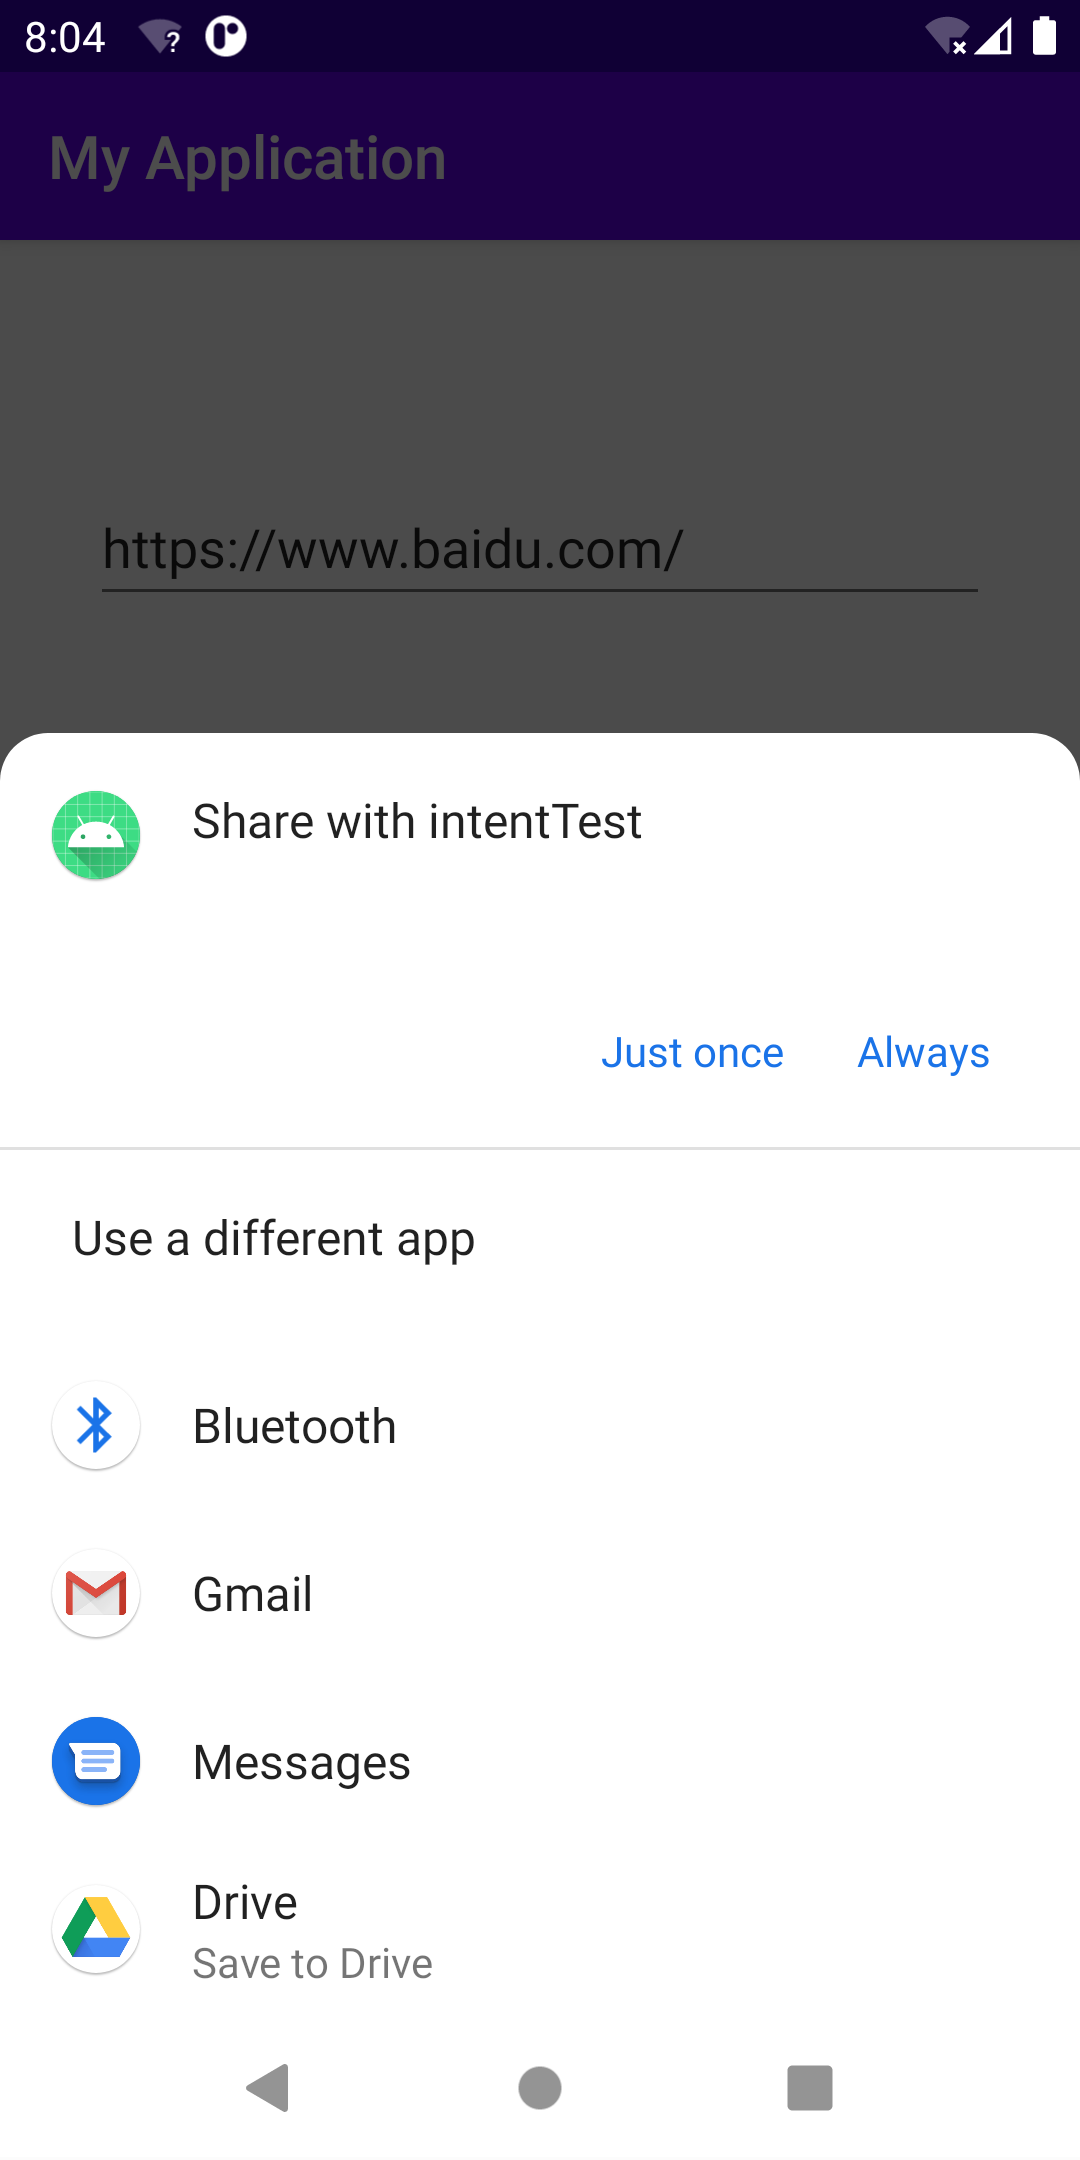 8:04
My Application
https://www.baidu.com/
Share with intentTest
Just once Always
Use a different app
Bluetooth
Gmail
Messages
Drive
Save to Drive